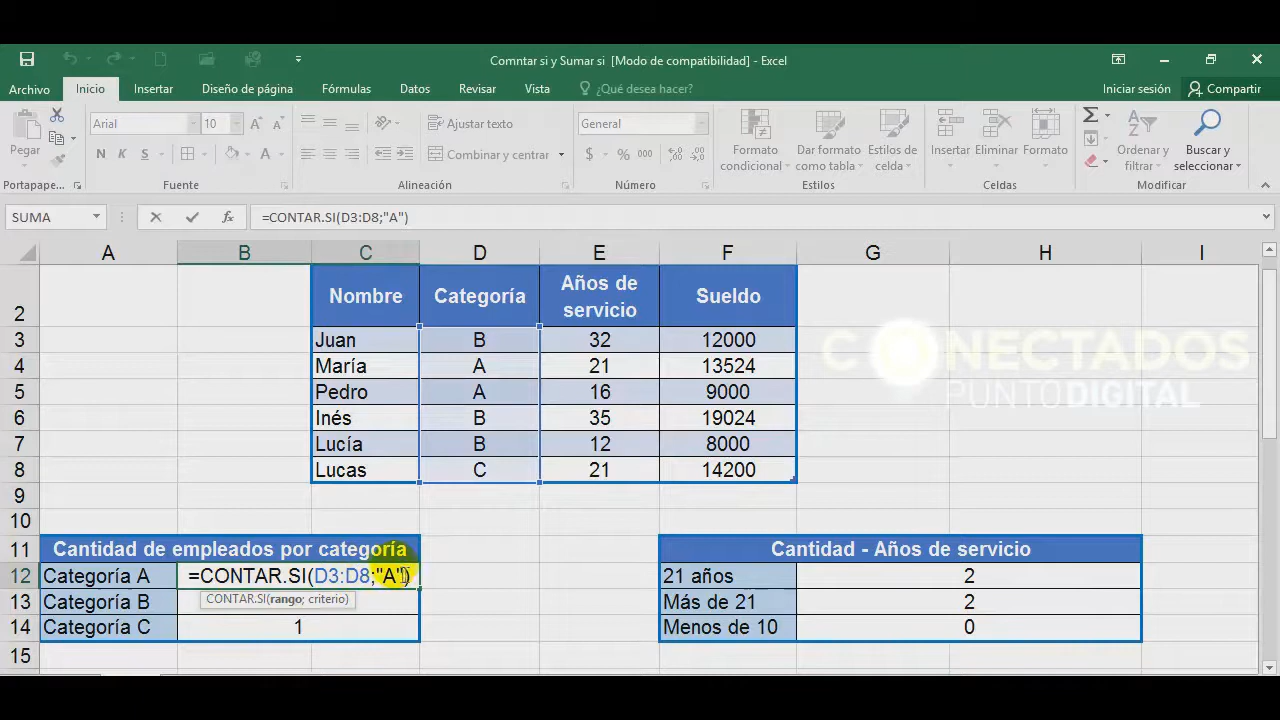 Comntar si y Sumar si [Modo de compatibilidad] - Excel
Archivo Inicio Insertar Diseño de página Fórmulas Datos Revisar Vista ¿Qué desea hacer? Iniciar sesión Compartir
Pegar
Arial 10
N K S
Ajustar texto
Combinar y centrar
General
$ % 000
Formato condicional
Dar formato como tabla
Estilos de celda
Insertar Eliminar Formato
Ordenar y filtrar
Buscar y seleccionar
Portapape... Fuente Alineación Número Estilos Celdas Modificar
SUMA fx =CONTAR.SI(D3:D8;"A")
A B C D E F G H I
2 Nombre Categoría Años de servicio Sueldo
3 Juan B 32 12000
4 María A 21 13524
5 Pedro A 16 9000
6 Inés B 35 19024
7 Lucía B 12 8000
8 Lucas C 21 14200
CONECTADOS
PUNTODIGITAL
9
10
11 Cantidad de empleados por categoría Cantidad - Años de servicio
12 Categoría A =CONTAR.SI(D3:D8;"A") 21 años 2
13 Categoría B CONTAR.SI(rango; criterio) Más de 21 2
14 Categoría C 1 Menos de 10 0
15